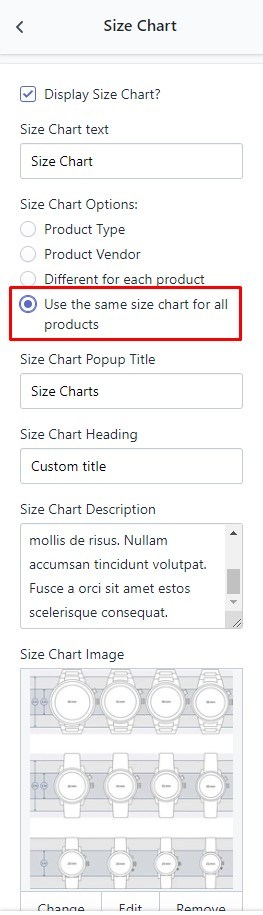 Size Chart
Display Size Chart?
Size Chart text
Size Chart
Size Chart Options:
Product Type
Product Vendor
Different for each product
Use the same size chart for all
products
Size Chart Popup Title
Size Charts
Size Chart Heading
Custom title
Size Chart Description
mollis de risus. Nullam
accumsan tincidunt volutpat.
Fusce a orci sit amet estos
scelerisque consequat.
Size Chart Image
Change Edit Remove